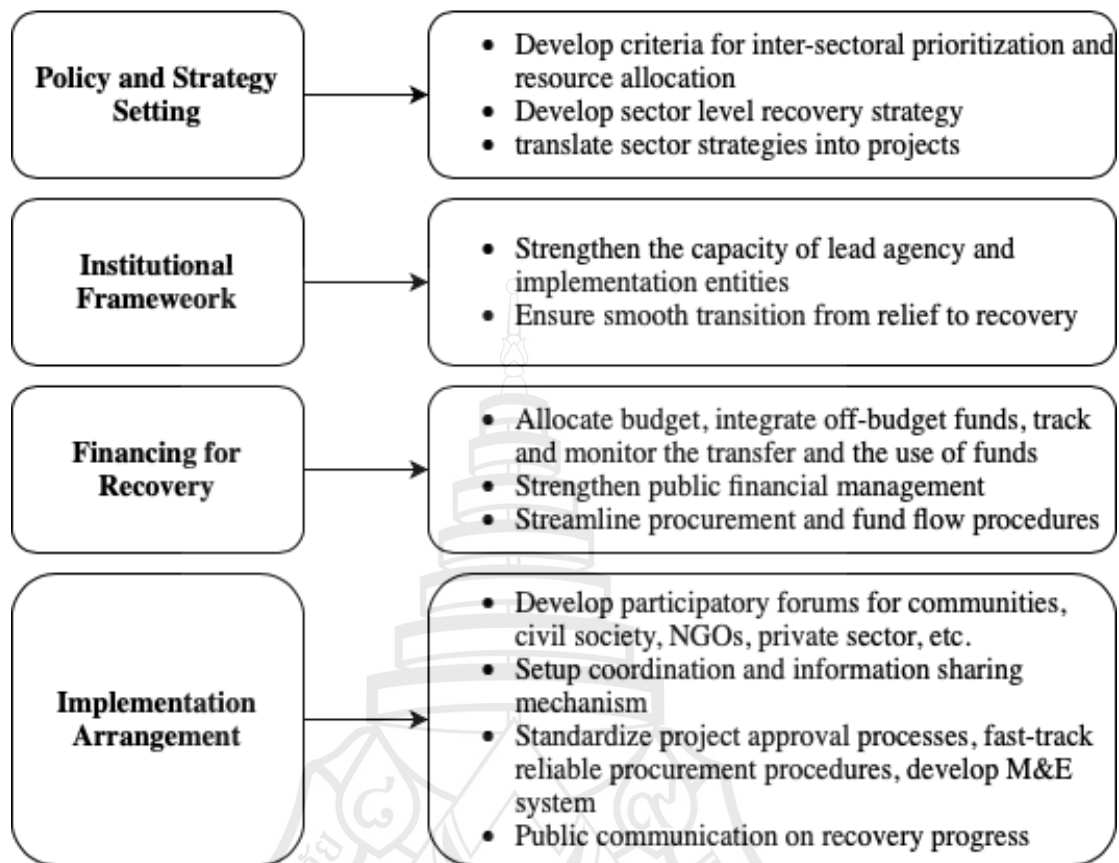 Policy and Strategy
Setting
• Develop criteria for inter-sectoral prioritization and
resource allocation
• Develop sector level recovery strategy
• translate sector strategies into projects
Institutional
Frameweork
• Strengthen the capacity of lead agency and
implementation entities
• Ensure smooth transition from relief to recovery
Financing for
Recovery
• Allocate budget, integrate off-budget funds, track
and monitor the transfer and the use of funds
• Strengthen public financial management
• Streamline procurement and fund flow procedures
Implementation
Arrangement
• Develop participatory forums for communities,
civil society, NGOs, private sector, etc.
• Setup coordination and information sharing
mechanism
• Standardize project approval processes, fast-track
reliable procurement procedures, develop M&E
system
• Public communication on recovery progress